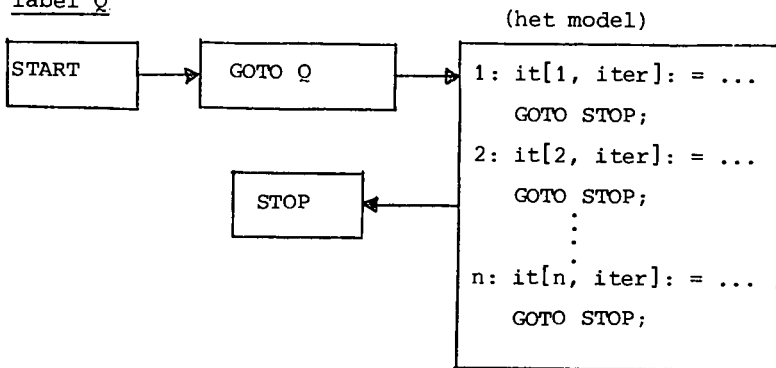 label Q
(het model)
START
GOTO Q
1: it[1, iter]: = ...
GOTO STOP;
2: it[2, iter]: = ...
GOTO STOP;
STOP
n: it[n, iter]: = ...
GOTO STOP;